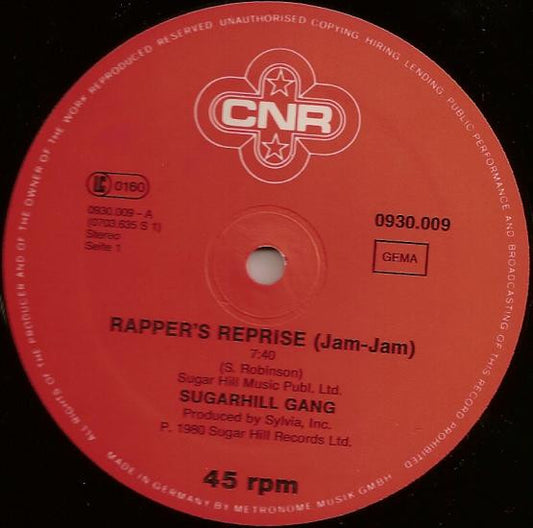 ALL RIGHTS OF THE PRODUCER AND OF THE OWNER OF THE WORK REPRODUCED RESERVED. UNAUTHORISED COPYING, HIRING, LENDING, PUBLIC PERFORMANCE AND BROADCASTING OF THIS RECORD PROHIBITED
CNR
LC 0160
0930.009 - A
(0703.635 S 1)
Stereo
Seite 1
0930.009
GEMA
RAPPER'S REPRISE (Jam-Jam)
7:40
(S. Robinson)
Sugar Hill Music Publ. Ltd.
SUGARHILL GANG
Produced by Sylvia, Inc.
P. 1980 Sugar Hill Records Ltd.
45 rpm
MADE IN GERMANY BY METRONOME MUSIK GMBH